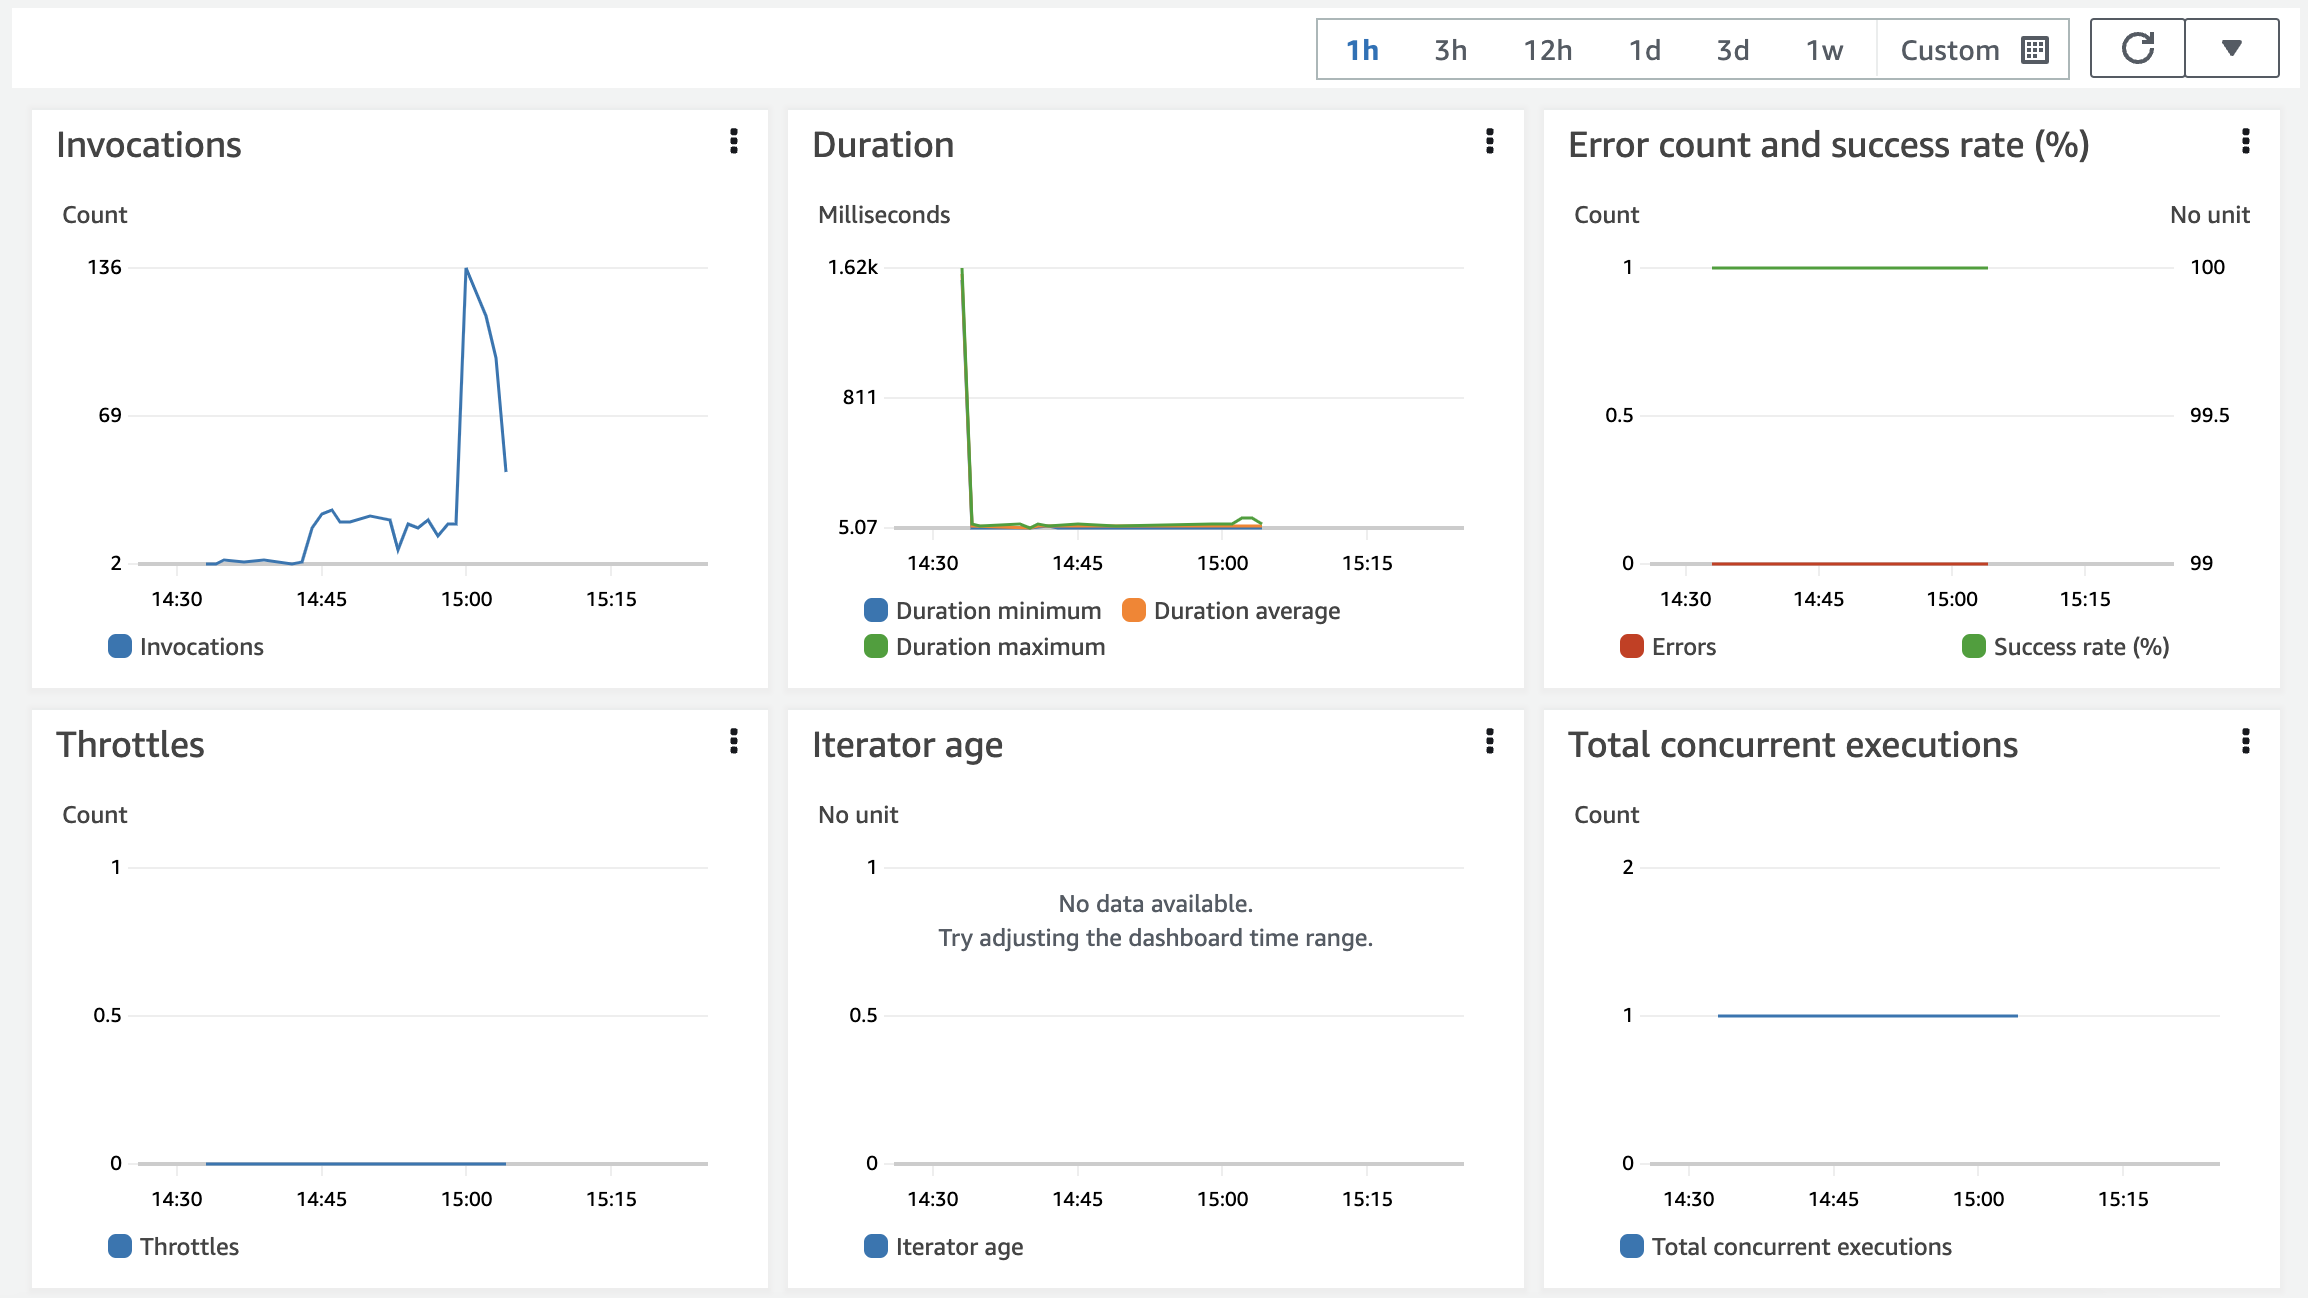 1h 3h 12h 1d 3d 1w Custom
Invocations
Count
136
69
2
14:30 14:45 15:00 15:15
Invocations
Duration
Milliseconds
1.62k
811
5.07
14:30 14:45 15:00 15:15
Duration minimum Duration average
Duration maximum
Error count and success rate (%)
Count No unit
1 100
0.5 99.5
0 99
14:30 14:45 15:00 15:15
Errors Success rate (%)
Throttles
Count
1
0.5
0
14:30 14:45 15:00 15:15
Throttles
Iterator age
No unit
1
No data available.
Try adjusting the dashboard time range.
0.5
0
14:30 14:45 15:00 15:15
Iterator age
Total concurrent executions
Count
2
1
0
14:30 14:45 15:00 15:15
Total concurrent executions